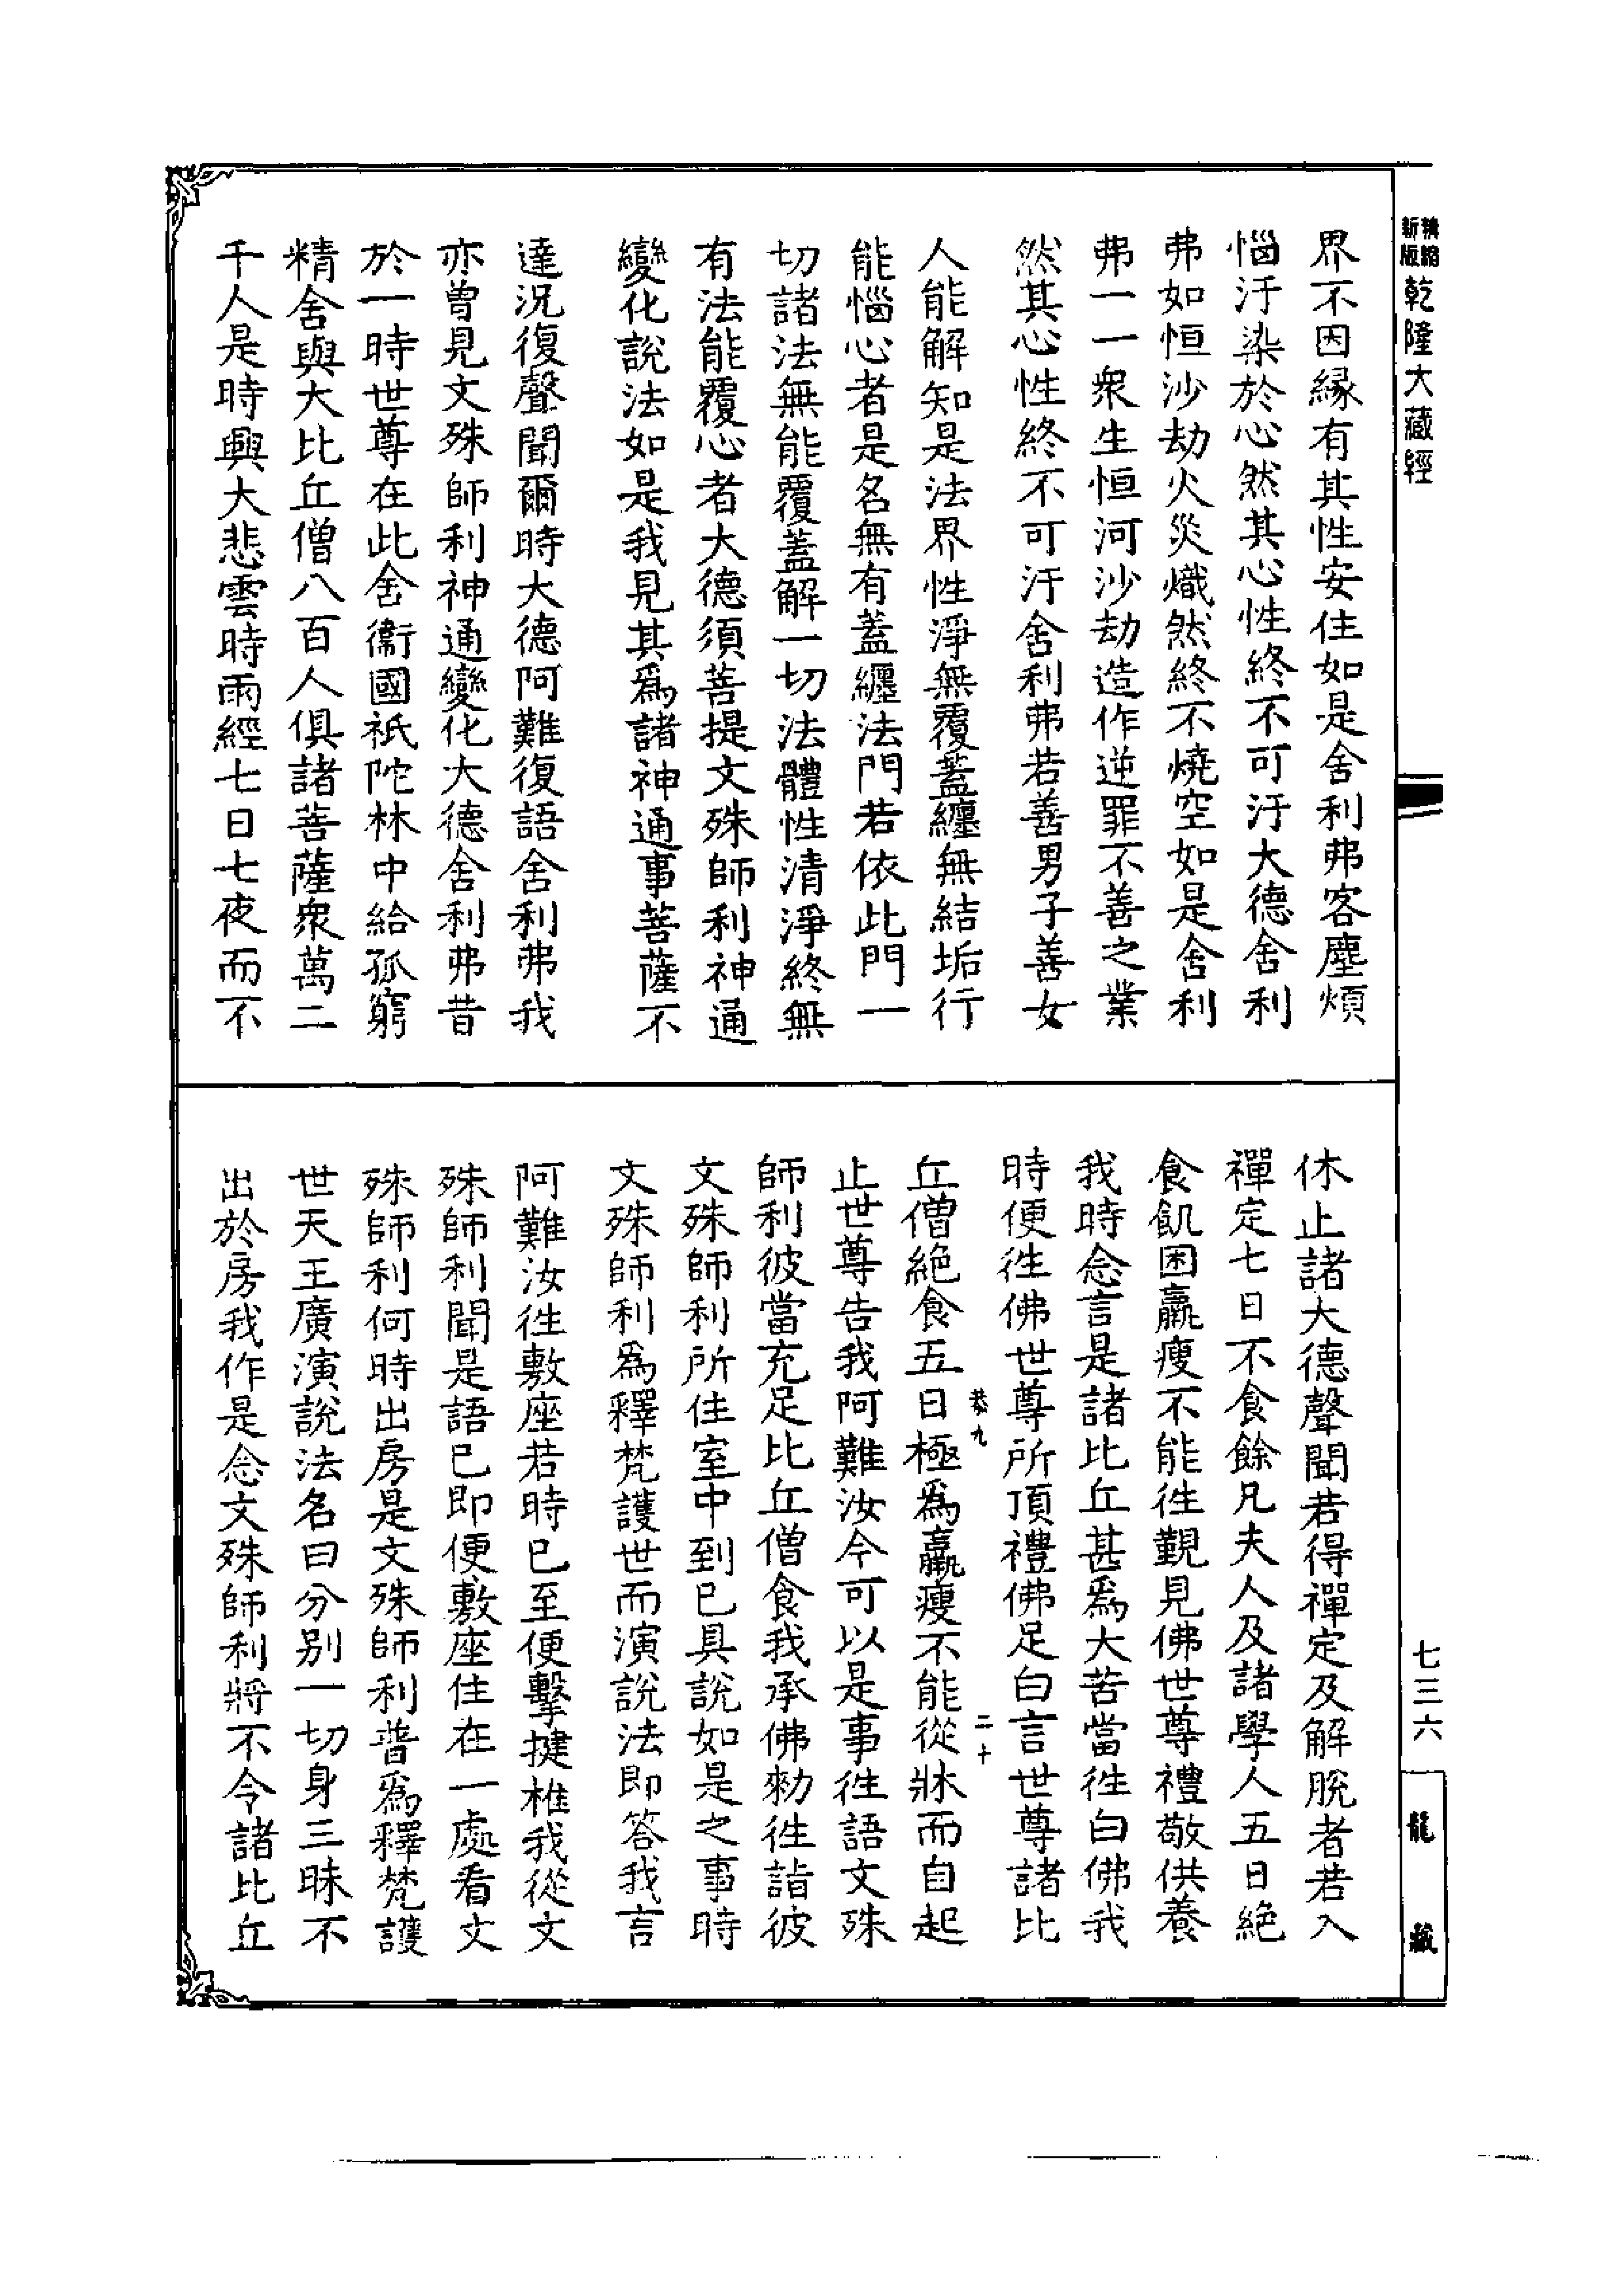 新版
乾隆大藏經
界不因緣有其性安住如是舍利弗客塵煩
惱汙染於心然其心性終不可汙大德舍利
弗如恒沙劫火災熾然終不燒空如是舍利
弗一一衆生恒河沙劫造作逆罪不善之業
然其心性終不可汙舍利弗若善男子善女
人能解知是法界性淨無覆蓋纏無結垢行
能惱心者是名無有蓋纏法門若依此門一
切諸法無能覆蓋解一切法體性清淨終無
有法能覆心者大德須菩提文殊師利神通
變化說法如是我見其爲諸神通事菩薩不
達況復聲聞爾時大德阿難復語舍利弗我
亦曾見文殊師利神通變化大德舍利弗昔
於一時世尊在此舍衞國祇陀林中給孤窮
精舍與大比丘僧八百人俱諸菩薩衆萬二
千人是時興大悲雲時雨經七日七夜而不
休止諸大德聲聞若得禪定及解脫者若入
禪定七日不食餘凡夫人及諸學人五日絶
食飢困羸瘦不能徃覲見佛世尊禮敬供養
我時念言是諸比丘甚爲大苦當徃白佛我
時便徃佛世尊所頂禮佛足白言世尊諸比
恭九
二十
丘僧絶食五日極爲羸瘦不能從牀而自起
止世尊告我阿難汝今可以是事徃語文殊
師利彼當充足比丘僧食我承佛勑徃詣彼
文殊師利所住室中到已具說如是之事時
文殊師利爲釋梵護世而演說法即答我言
阿難汝徃敷座若時已至便擊揵椎我從文
殊師利聞是語已即便敷座住在一處看文
殊師利何時出房是文殊師利普爲釋梵護
世天王廣演說法名曰分別一切身三昧不
出於房我作是念文殊師利將不令諸比丘
七三六
龍藏